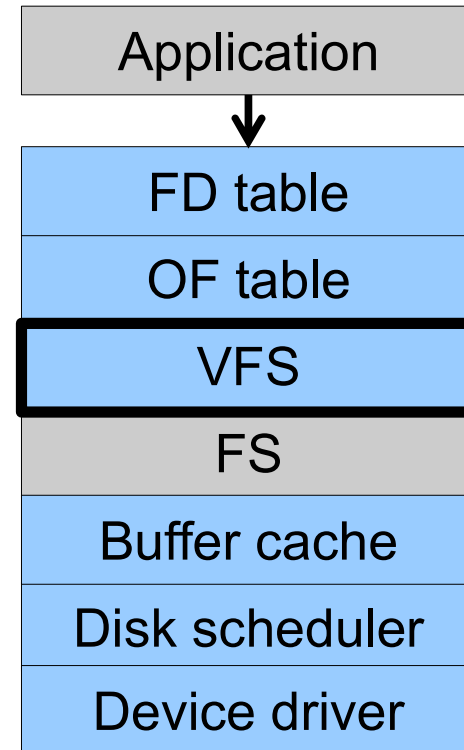 Application
FD table
OF table
VFS
FS
Buffer cache
Disk scheduler
Device driver